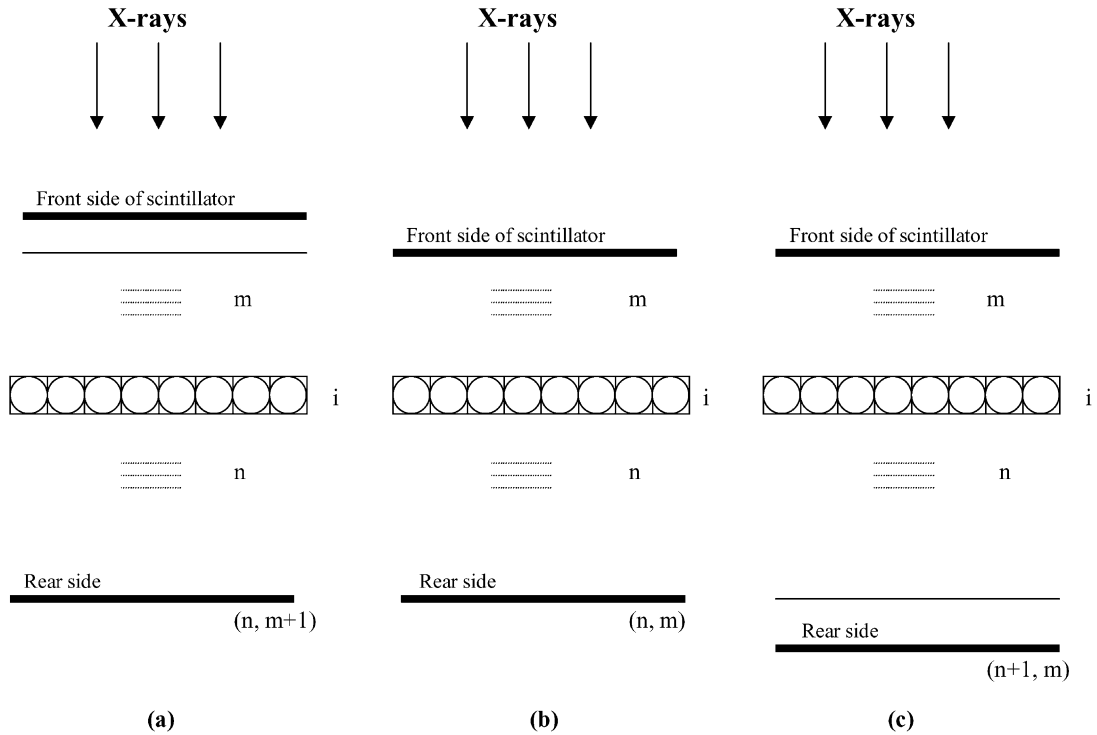 X-rays
Front side of scintillator
m
i
n
Rear side
(n, m+1)
(a)
X-rays
Front side of scintillator
m
i
n
Rear side
(n, m)
(b)
X-rays
Front side of scintillator
m
i
n
Rear side
(n+1, m)
(c)